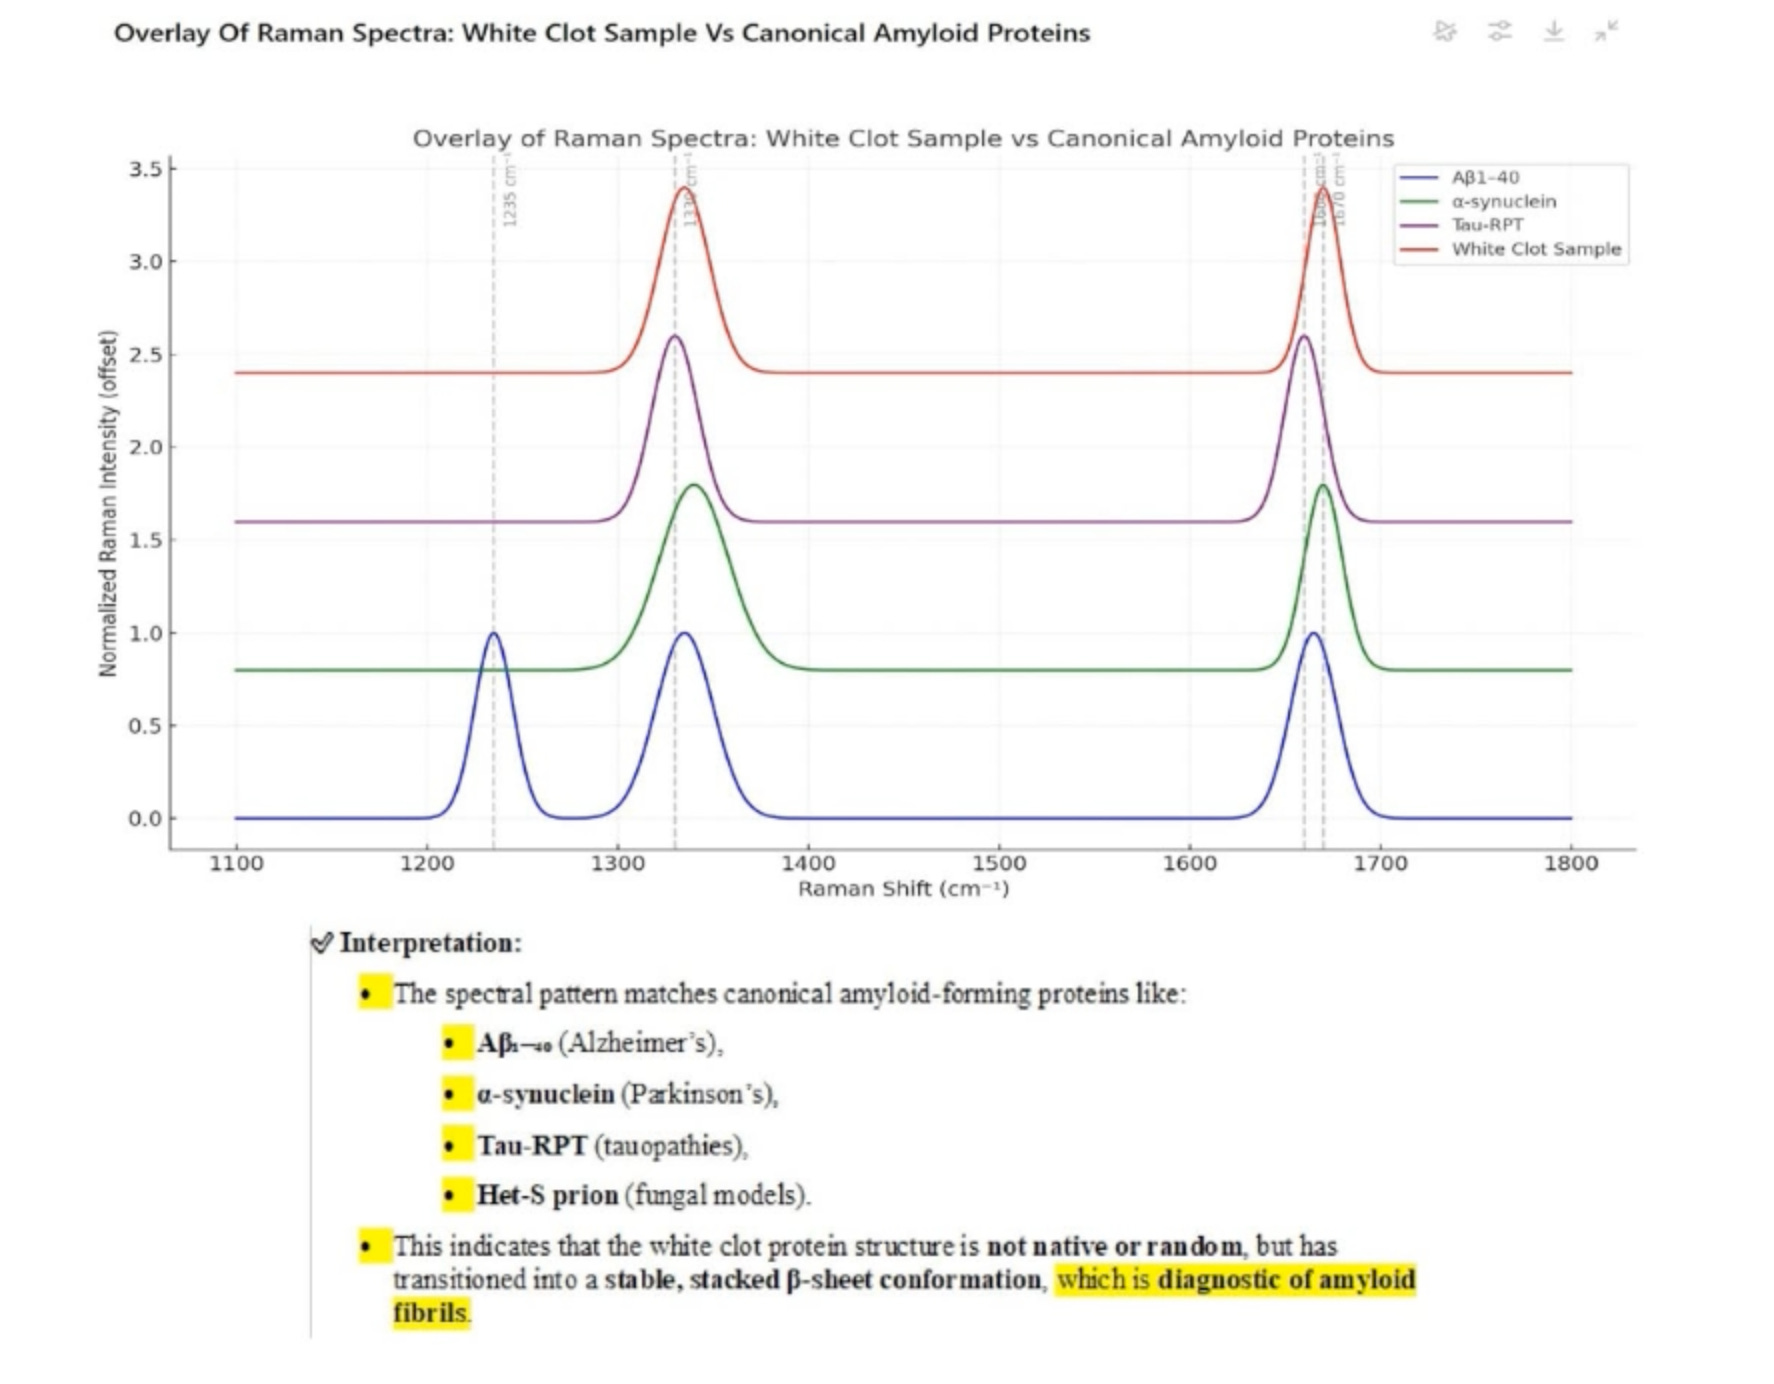 Overlay Of Raman Spectra: White Clot Sample Vs Canonical Amyloid Proteins
Overlay of Raman Spectra: White Clot Sample vs Canonical Amyloid Proteins
3.5
3.0
2.5
2.0
1.5
1.0
0.5
0.0
Normalized Raman Intensity (offset)
1235 cm⁻¹
1330 cm⁻¹
1670 cm⁻¹
Aβ1–40
α-synuclein
Tau-RPT
White Clot Sample
1100 1200 1300 1400 1500 1600 1700 1800
Raman Shift (cm⁻¹)
✅ Interpretation:
• The spectral pattern matches canonical amyloid-forming proteins like:
• Aβ₁–₄₀ (Alzheimer's),
• α-synuclein (Parkinson's),
• Tau-RPT (tauopathies),
• Het-S prion (fungal models).
• This indicates that the white clot protein structure is not native or random, but has
transitioned into a stable, stacked β-sheet conformation, which is diagnostic of amyloid
fibrils.